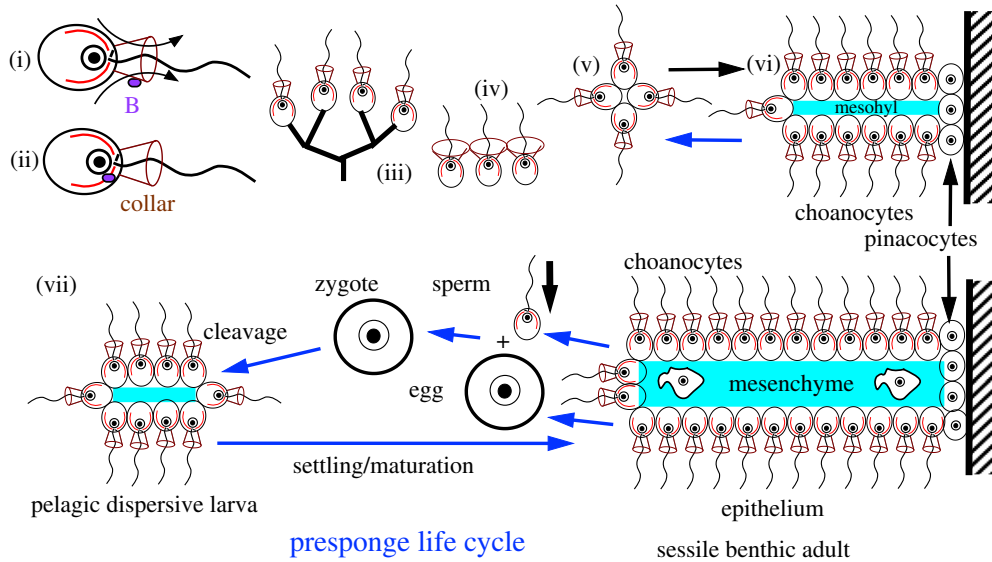 (i)
B
(ii)
collar
(iii)
(iv)
(v)
(vi)
mesohyl
choanocytes
pinacocytes
(vii)
cleavage
zygote
sperm
+
egg
choanocytes
mesenchyme
settling/maturation
pelagic dispersive larva
epithelium
presponge life cycle
sessile benthic adult